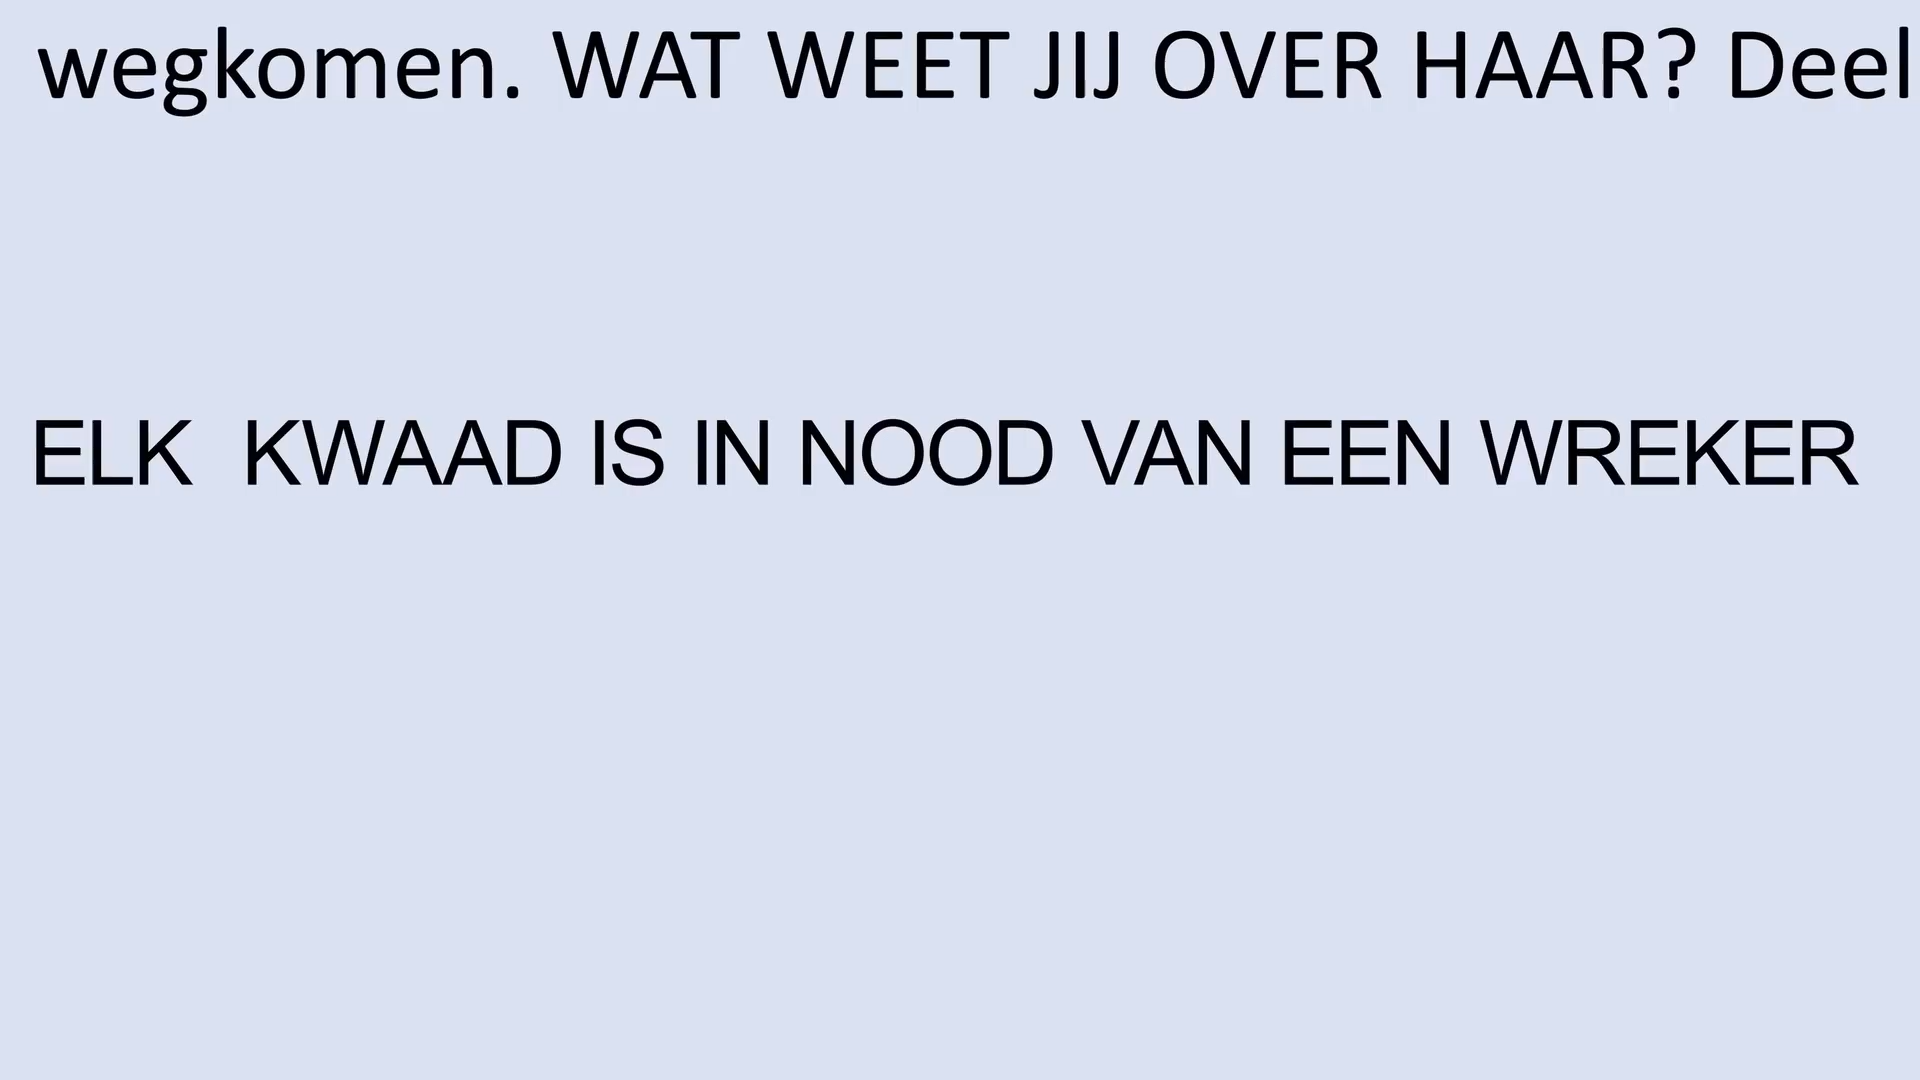 wegkomen. WAT WEET JIJ OVER HAAR? Deel
ELK  KWAAD IS IN NOOD VAN EEN WREKER